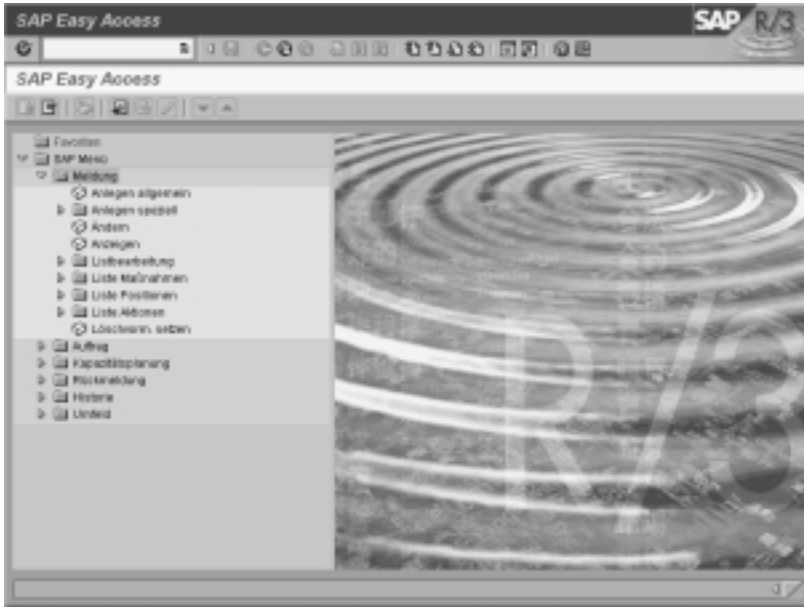 SAP Easy Access
SAP R/3
SAP Easy Access
Favoriten
SAP Menü
Meldung
Anlegen allgemein
Anlegen speziell
Ändern
Anzeigen
Listbearbeitung
Liste Maßnahmen
Liste Positionen
Liste Aktionen
Löschvorm. setzen
Auftrag
Kapazitätsplanung
Rückmeldung
Historie
Umfeld
R/3